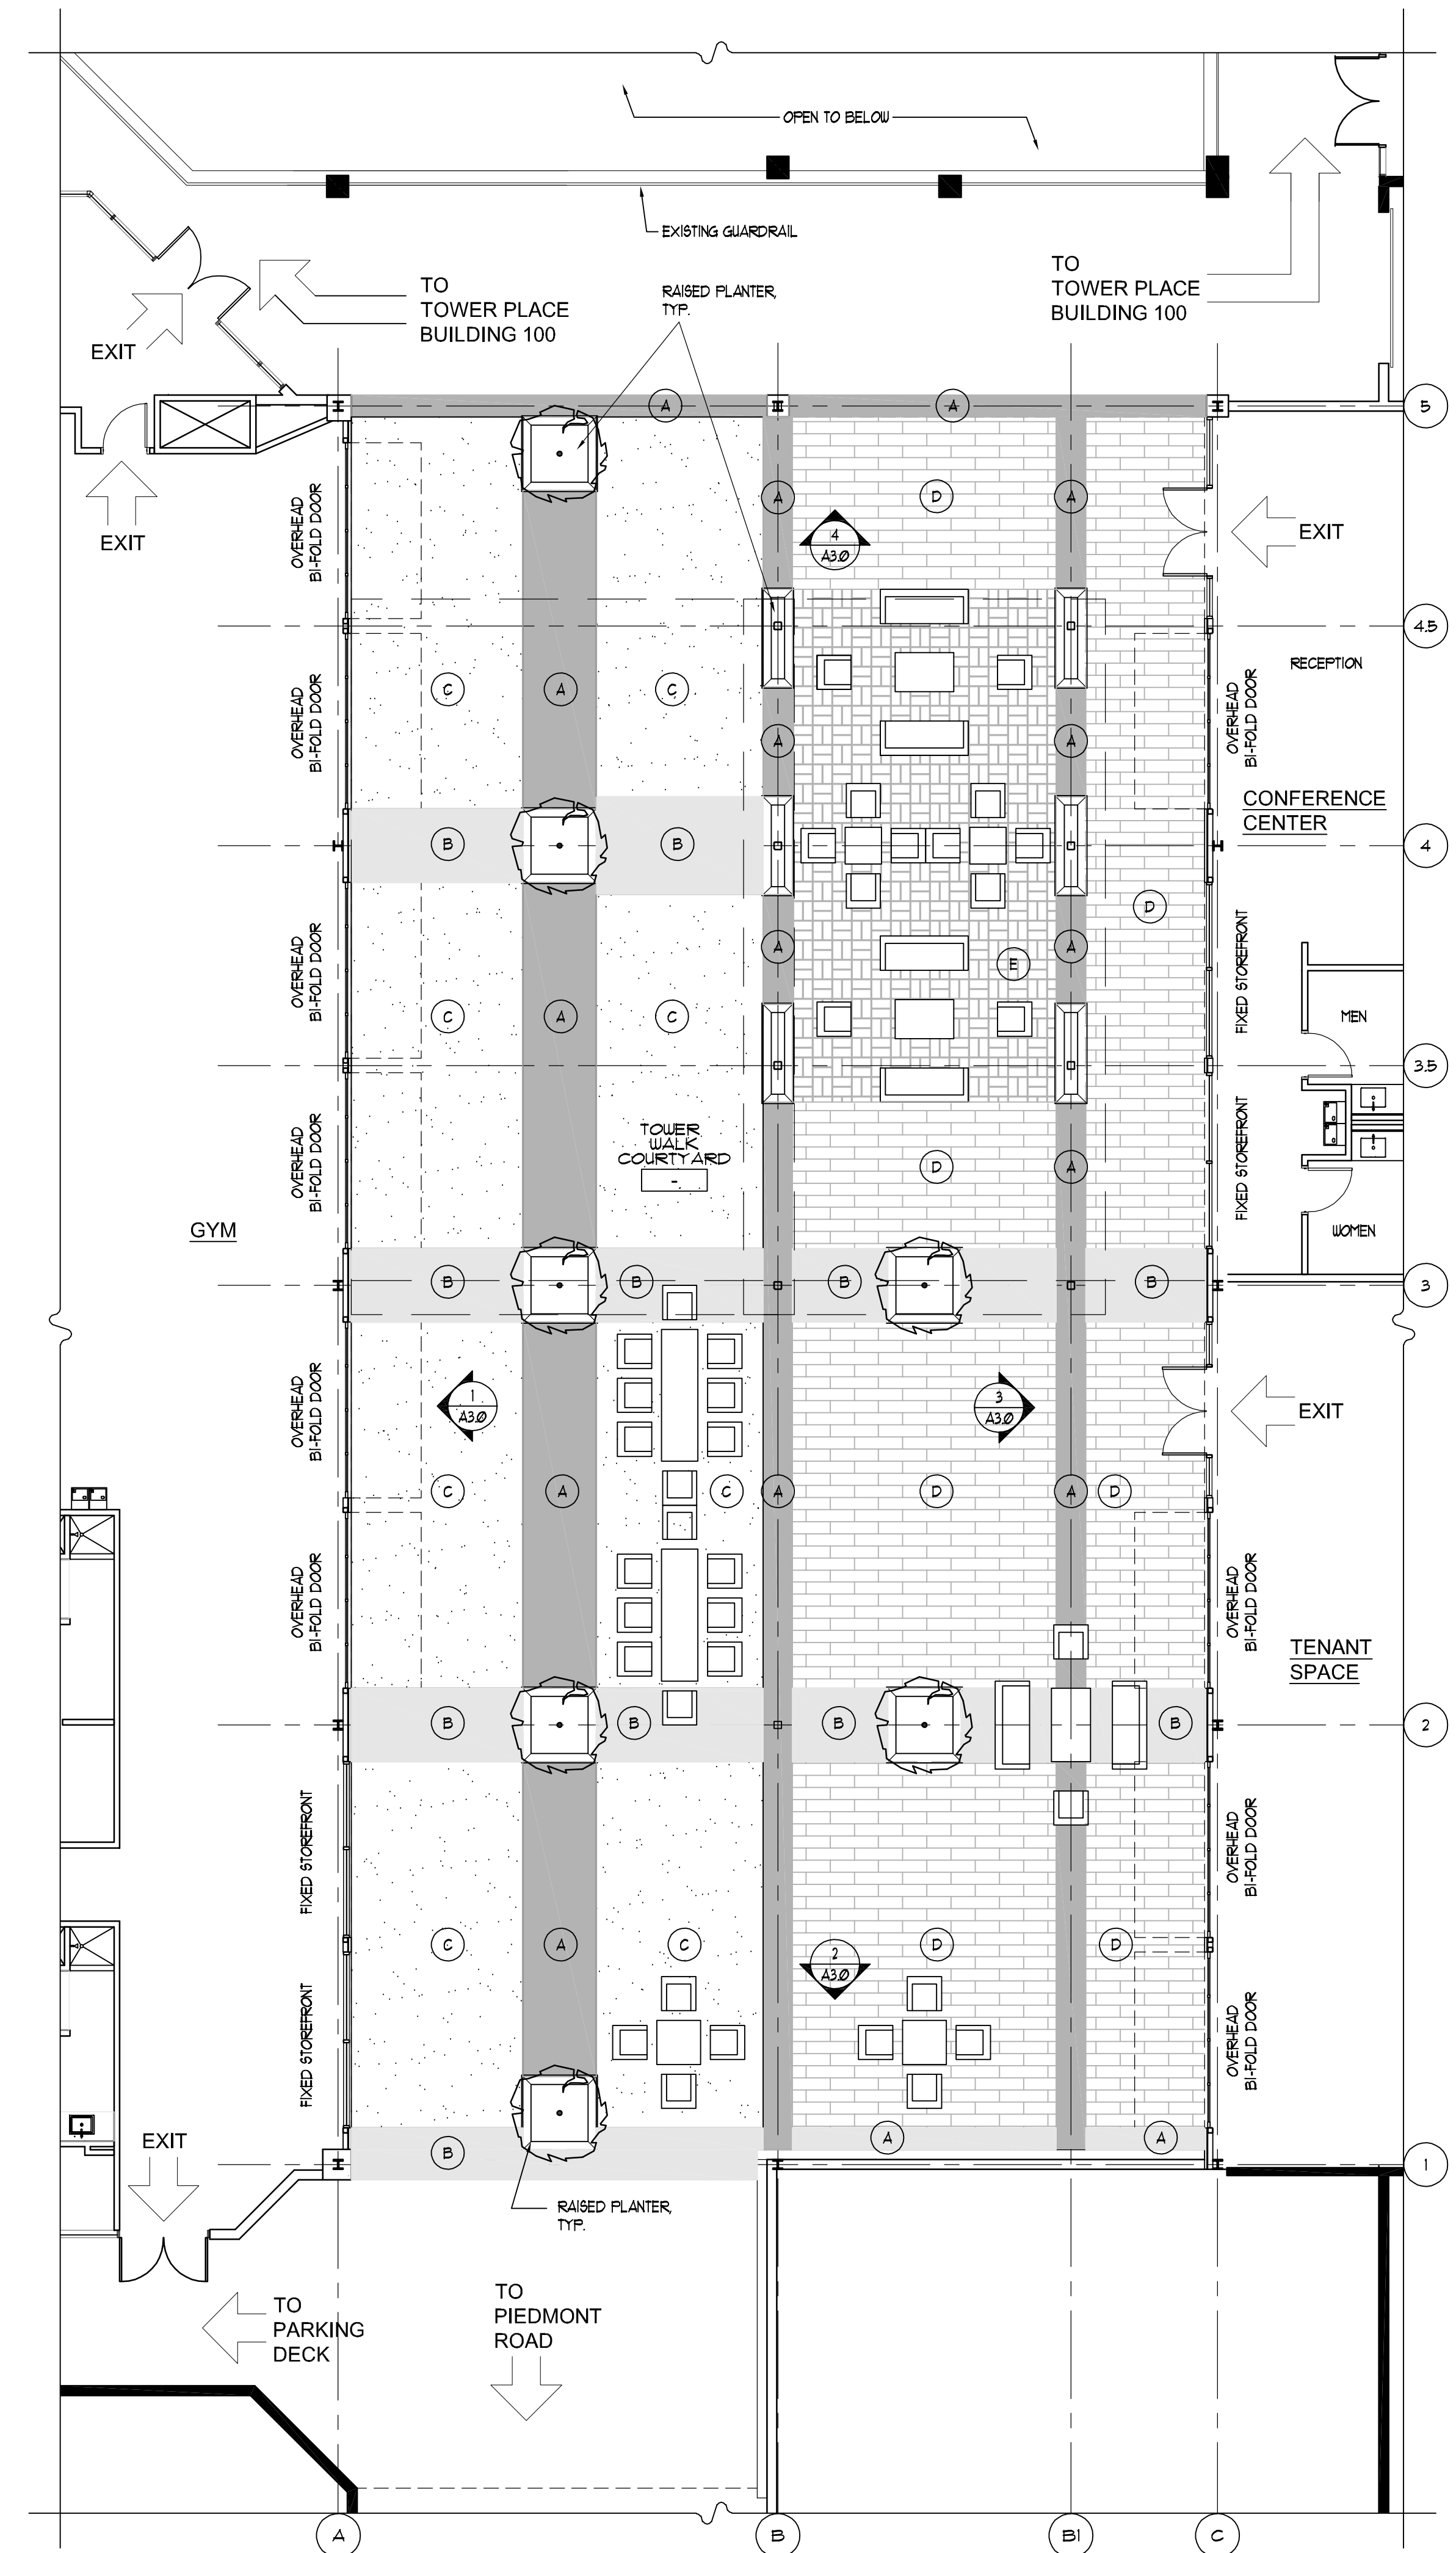 OPEN TO BELOW
EXISTING GUARDRAIL
TO
TOWER PLACE
BUILDING 100
TO
TOWER PLACE
BUILDING 100
RAISED PLANTER,
TYP.
EXIT
A
A
5
EXIT
OVERHEAD
BI-FOLD DOOR
A
D
A
4
A3.0
EXIT
4.5
RECEPTION
OVERHEAD
BI-FOLD DOOR
C
A
C
A
A
OVERHEAD
BI-FOLD DOOR
CONFERENCE
CENTER
B
B
4
D
OVERHEAD
BI-FOLD DOOR
A
A
E
FIXED STOREFRONT
C
A
C
MEN
3.5
OVERHEAD
BI-FOLD DOOR
TOWER
WALK
COURTYARD
-
D
A
FIXED STOREFRONT
GYM
WOMEN
B
B
B
B
3
OVERHEAD
BI-FOLD DOOR
1
A3.0
3
A3.0
EXIT
C
A
C
A
D
A
D
OVERHEAD
BI-FOLD DOOR
OVERHEAD
BI-FOLD DOOR
TENANT
SPACE
B
B
B
B
2
FIXED STOREFRONT
OVERHEAD
BI-FOLD DOOR
C
A
C
2
A3.0
D
D
FIXED STOREFRONT
OVERHEAD
BI-FOLD DOOR
EXIT
B
A
A
1
RAISED PLANTER,
TYP.
TO
PARKING
DECK
TO
PIEDMONT
ROAD
A
B
B1
C